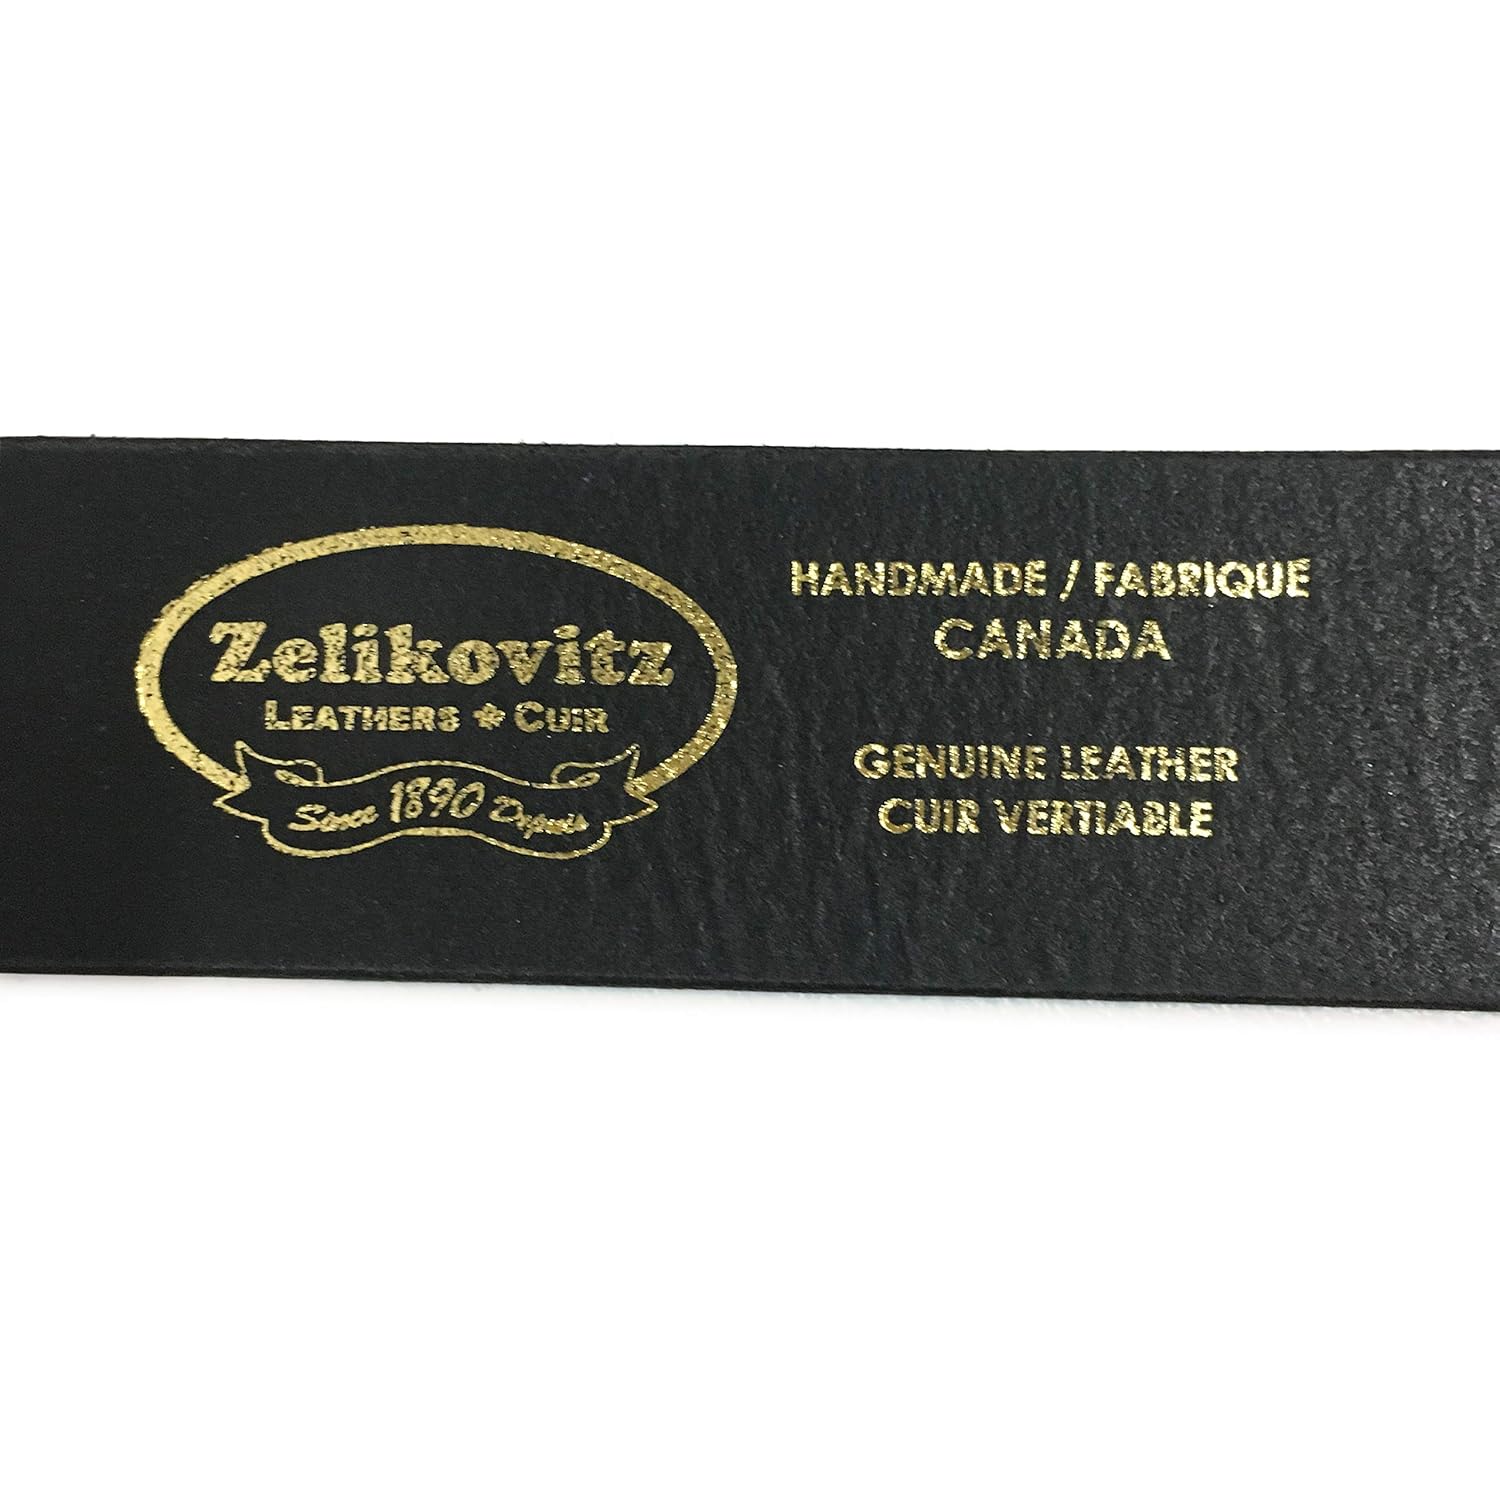 Zelikovitz
LEATHERS ★ CUIR
Since 1890 Depuis
HANDMADE / FABRIQUE
CANADA
GENUINE LEATHER
CUIR VERTIABLE